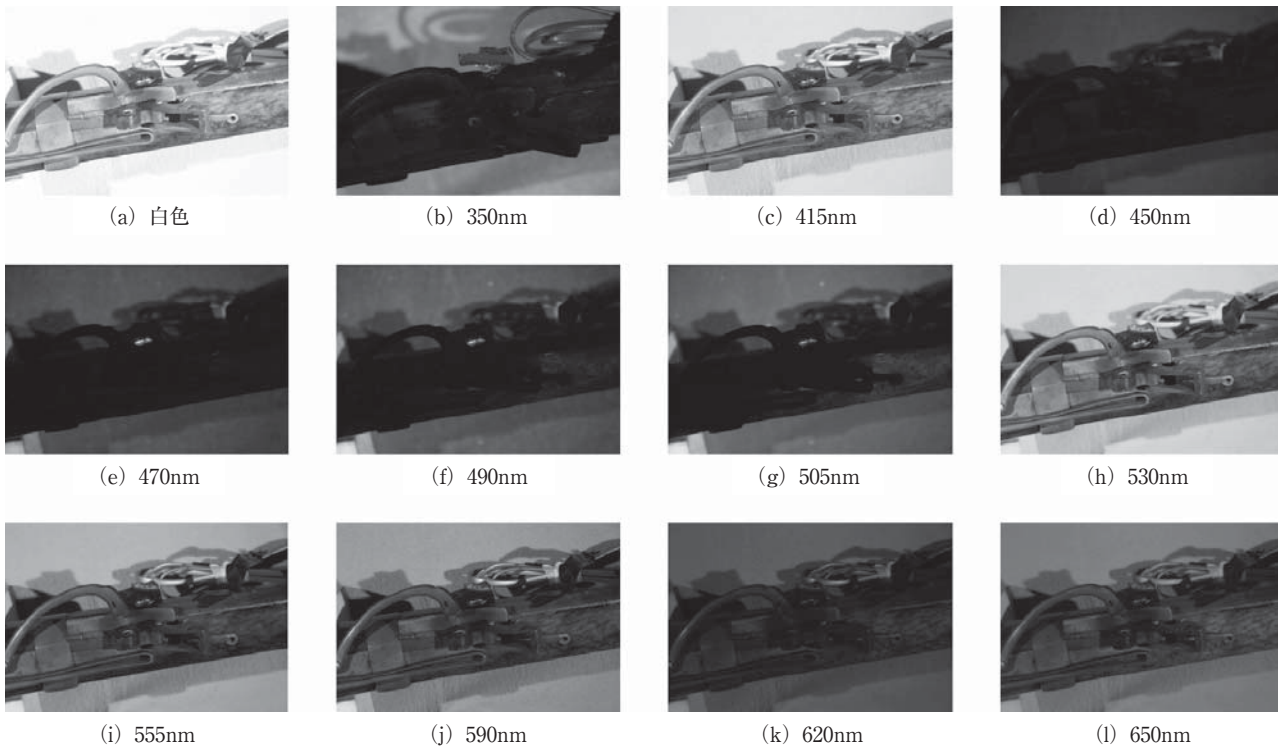 (a) 白色
(b) 350nm
(c) 415nm
(d) 450nm
(e) 470nm
(f) 490nm
(g) 505nm
(h) 530nm
(i) 555nm
(j) 590nm
(k) 620nm
(l) 650nm